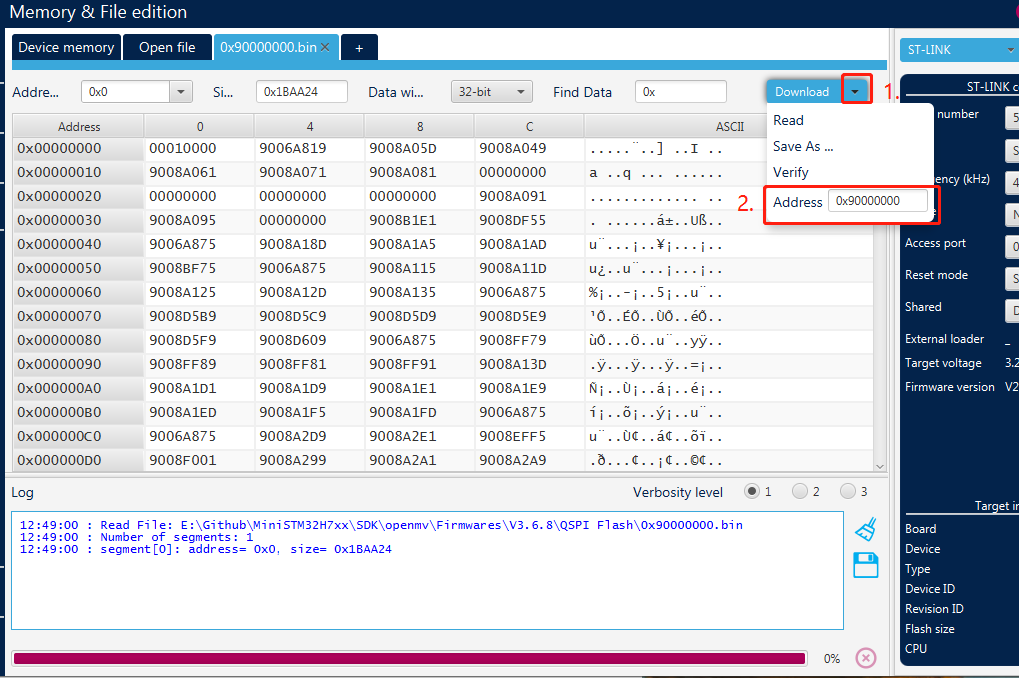 Memory & File edition
Device memory Open file 0x90000000.bin × +
Addre... 0x0 Si... 0x1BAA24 Data wi... 32-bit Find Data 0x Download 1.
Read
Save As ...
Verify
2. Address 0x90000000
Address 0 4 8 C ASCII
0x00000000 00010000 9006A819 9008A05D 9008A049 .....¨..] ..I ..
0x00000010 9008A061 9008A071 9008A081 00000000 a ..q ... ......
0x00000020 00000000 00000000 00000000 9008A091 ............. ..
0x00000030 9008A095 00000000 9008B1E1 9008DF55 . ......á±..Uß..
0x00000040 9006A875 9008A18D 9008A1A5 9008A1AD u¨...¡..¥¡...¡..
0x00000050 9008BF75 9006A875 9008A115 9008A11D u¿..u¨...¡...¡..
0x00000060 9008A125 9008A12D 9008A135 9006A875 %¡..-¡..5¡..u¨..
0x00000070 9008D5B9 9008D5C9 9008D5D9 9008D5E9 ¹Õ..ÉÕ..ÙÕ..éÕ..
0x00000080 9008D5F9 9008D609 9006A875 9008FF79 ùÕ...Ö..u¨..yÿ..
0x00000090 9008FF89 9008FF81 9008FF91 9008A13D .ÿ...ÿ...ÿ..=¡..
0x000000A0 9008A1D1 9008A1D9 9008A1E1 9008A1E9 Ñ¡..Ù¡..á¡..é¡..
0x000000B0 9008A1ED 9008A1F5 9008A1FD 9006A875 í¡..õ¡..ý¡..u¨..
0x000000C0 9006A875 9008A2D9 9008A2E1 9008EFF5 u¨..Ù¢..á¢..õï..
0x000000D0 9008F001 9008A299 9008A2A1 9008A2A9 .ð...¢..¡¢..©¢..
Log Verbosity level 1 2 3
12:49:00 : Read File: E:\Github\MiniSTM32H7xx\SDK\openmv\Firmwares\V3.6.8\QSPI Flash\0x90000000.bin
12:49:00 : Number of segments: 1
12:49:00 : segment[0]: address= 0x0, size= 0x1BAA24
0%
ST-LINK
ST-LINK
number 5
S
(kHz) 4
N
Access port 0
Reset mode S
Shared
External loader _
Target voltage 3.2
Firmware version V2
Target
Board
Device
Type
Device ID
Revision ID
Flash size
CPU